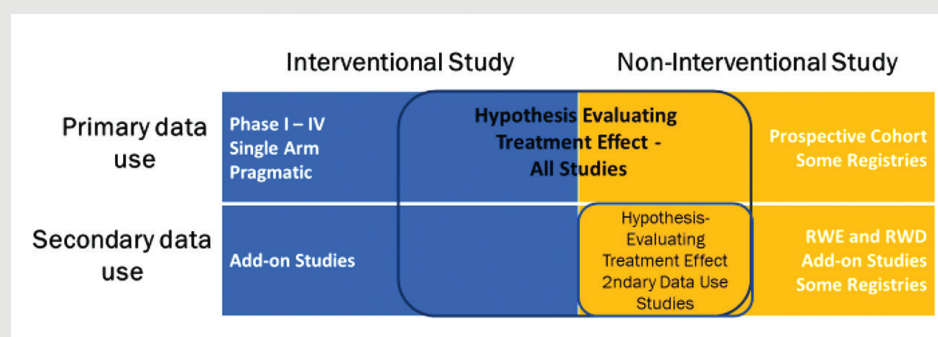 Interventional Study
Non-Interventional Study
Primary data
use
Phase I – IV
Single Arm
Pragmatic
Hypothesis Evaluating
Treatment Effect -
All Studies
Prospective Cohort
Some Registries
Secondary data
use
Add-on Studies
Hypothesis-
Evaluating
Treatment Effect
2ndary Data Use
Studies
RWE and RWD
Add-on Studies
Some Registries